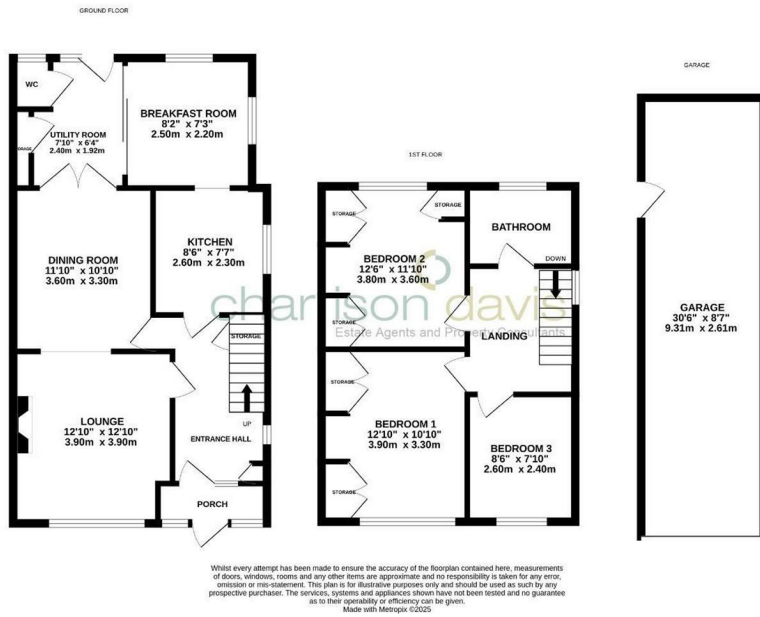 GROUND FLOOR
WC
BREAKFAST ROOM
8'2" x 7'3"
2.50m x 2.20m
UTILITY ROOM
7'10" x 6'4"
2.40m x 1.92m
DINING ROOM
11'10" x 10'10"
3.60m x 3.30m
KITCHEN
8'6" x 7'7"
2.60m x 2.30m
STORAGE
LOUNGE
12'10" x 12'10"
3.90m x 3.90m
UP
ENTRANCE HALL
PORCH
1ST FLOOR
STORAGE
STORAGE
BATHROOM
BEDROOM 2
12'6" x 11'10"
3.80m x 3.60m
DOWN
STORAGE
LANDING
STORAGE
BEDROOM 1
12'10" x 10'10"
3.90m x 3.30m
BEDROOM 3
8'6" x 7'10"
2.60m x 2.40m
STORAGE
GARAGE
GARAGE
30'6" x 8'7"
9.31m x 2.61m
charrison davis
Estate Agents and Property Consultants
Whilst every attempt has been made to ensure the accuracy of the floorplan contained here, measurements
of doors, windows, rooms and any other items are approximate and no responsibility is taken for any error,
omission or mis-statement. This plan is for illustrative purposes only and should be used as such by any
prospective purchaser. The services, systems and appliances shown have not been tested and no guarantee
as to their operability or efficiency can be given.
Made with Metropix ©2025